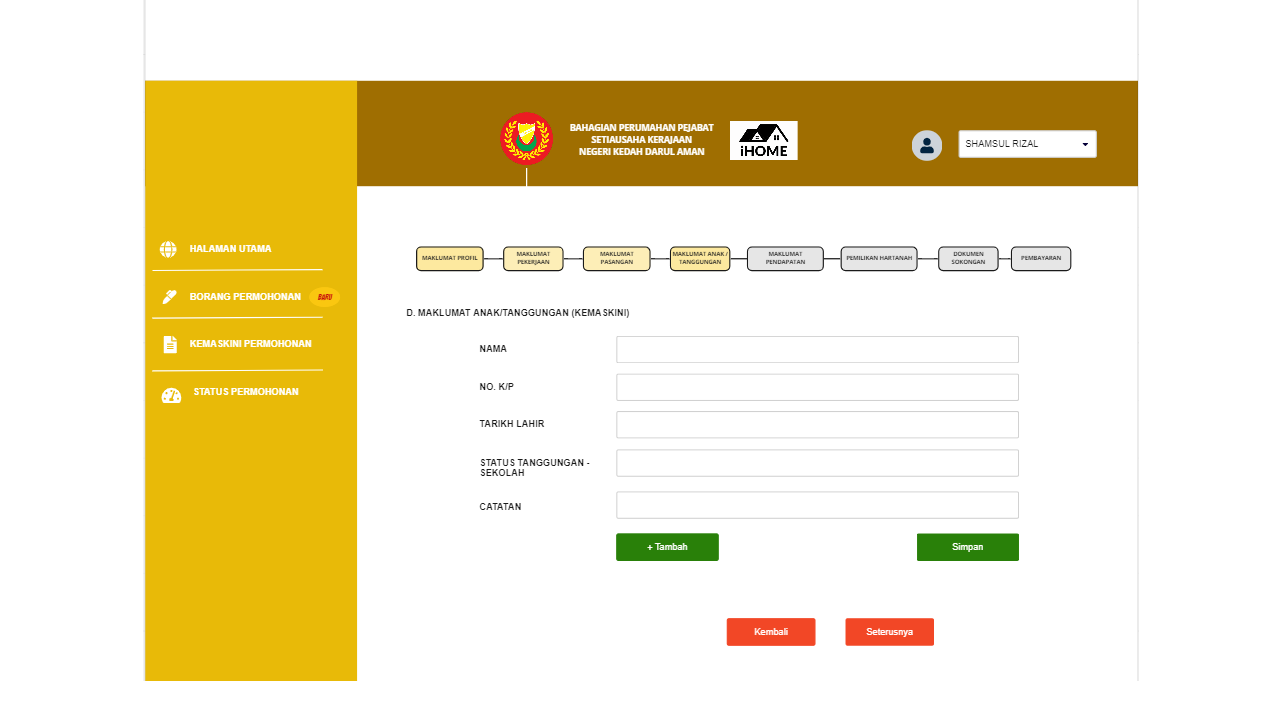 BAHAGIAN PERUMAHAN PEJABAT
SETIAUSAHA KERAJAAN
NEGERI KEDAH DARUL AMAN
iHOME
SHAMSUL RIZAL
HALAMAN UTAMA
BORANG PERMOHONAN
BARU
KEMASKINI PERMOHONAN
STATUS PERMOHONAN
MAKLUMAT PROFIL
MAKLUMAT
PEKERJAAN
MAKLUMAT
PASANGAN
MAKLUMAT ANAK /
TANGGUNGAN
MAKLUMAT
PENDAPATAN
PEMILIKAN HARTANAH
DOKUMEN
SOKONGAN
PEMBAYARAN
D. MAKLUMAT ANAK/TANGGUNGAN (KEMASKINI)
NAMA
NO. K/P
TARIKH LAHIR
STATUS TANGGUNGAN -
SEKOLAH
CATATAN
+ Tambah
Simpan
Kembali
Seterusnya